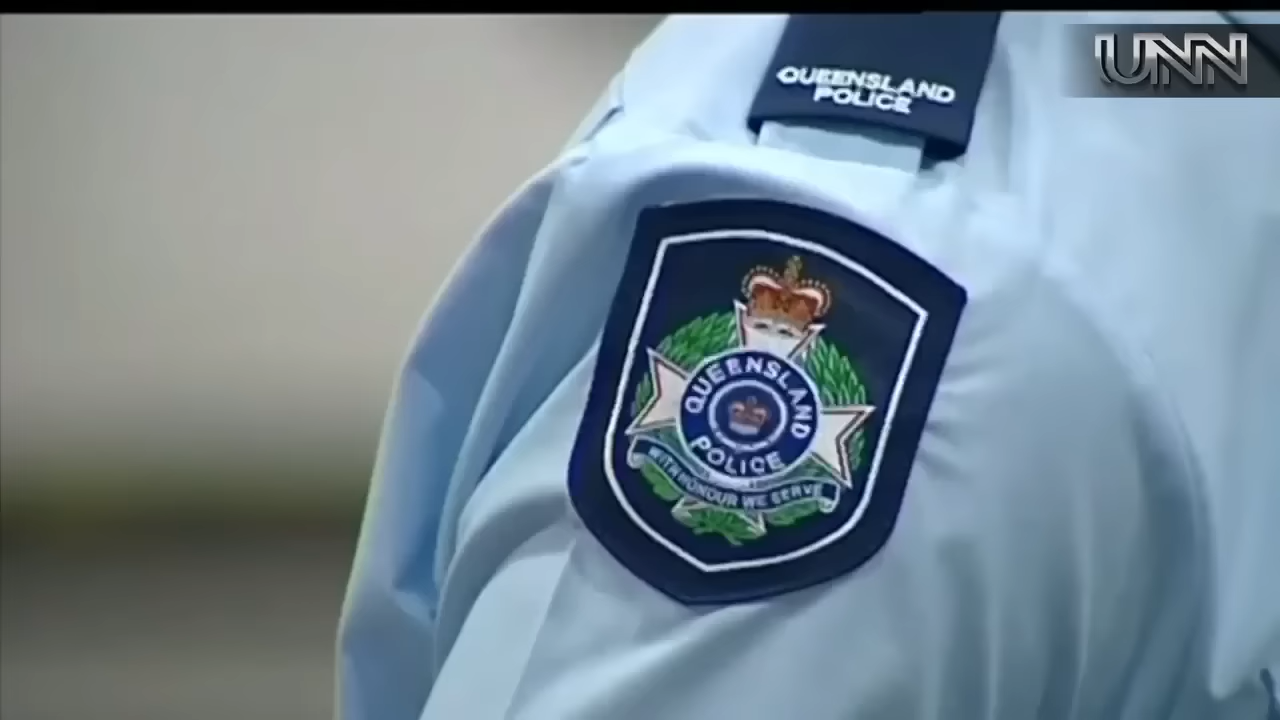 UNN
QUEENSLAND
POLICE
QUEENSLAND
POLICE
WITH HONOUR WE SERVE